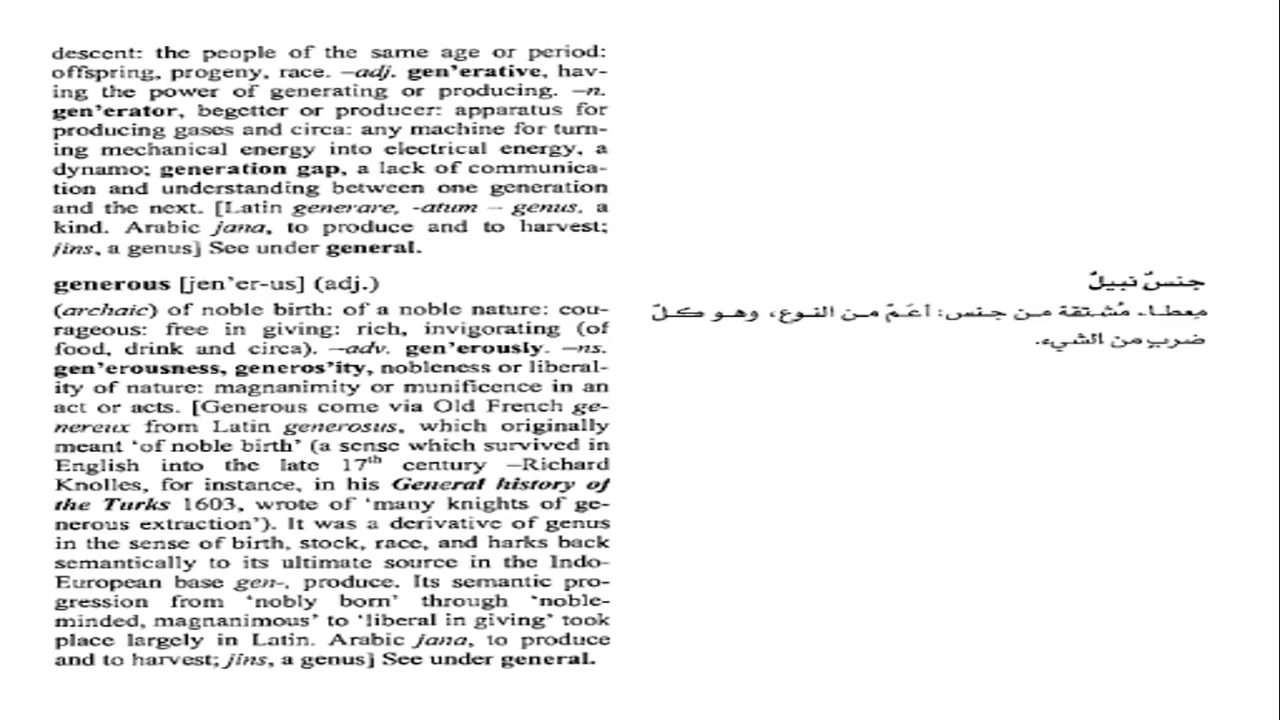 descent: the people of the same age or period:
offspring, progeny, race. –adj. gen’erative, hav-
ing the power of generating or producing. –n.
gen’erator, begetter or producer: apparatus for
producing gases and circa: any machine for turn-
ing mechanical energy into electrical energy, a
dynamo; generation gap, a lack of communica-
tion and understanding between one generation
and the next. [Latin generare, -atum – genus, a
kind. Arabic jana, to produce and to harvest;
jins, a genus] See under general.
generous [jen’er-us] (adj.)
(archaic) of noble birth: of a noble nature: cou-
rageous: free in giving: rich, invigorating (of
food, drink and circa). –adv. gen’erously. –ns.
gen’erousness, generos’ity, nobleness or liberal-
ity of nature: magnanimity or munificence in an
act or acts. [Generous come via Old French ge-
nereux from Latin generosus, which originally
meant ‘of noble birth’ (a sense which survived in
English into the late 17th century –Richard
Knolles, for instance, in his General history of
the Turks 1603, wrote of ‘many knights of ge-
nerous extraction’). It was a derivative of genus
in the sense of birth, stock, race, and harks back
semantically to its ultimate source in the Indo-
European base gen-, produce. Its semantic pro-
gression from ‘nobly born’ through ‘noble-
minded, magnanimous’ to ‘liberal in giving’ took
place largely in Latin. Arabic jana, to produce
and to harvest; jins, a genus] See under general.
جنسٌ نبيلٌ
مِعطاء. مُشتقة من جنس: أعَمّ من النوع، وهو كلّ
ضربٍ من الشيء.